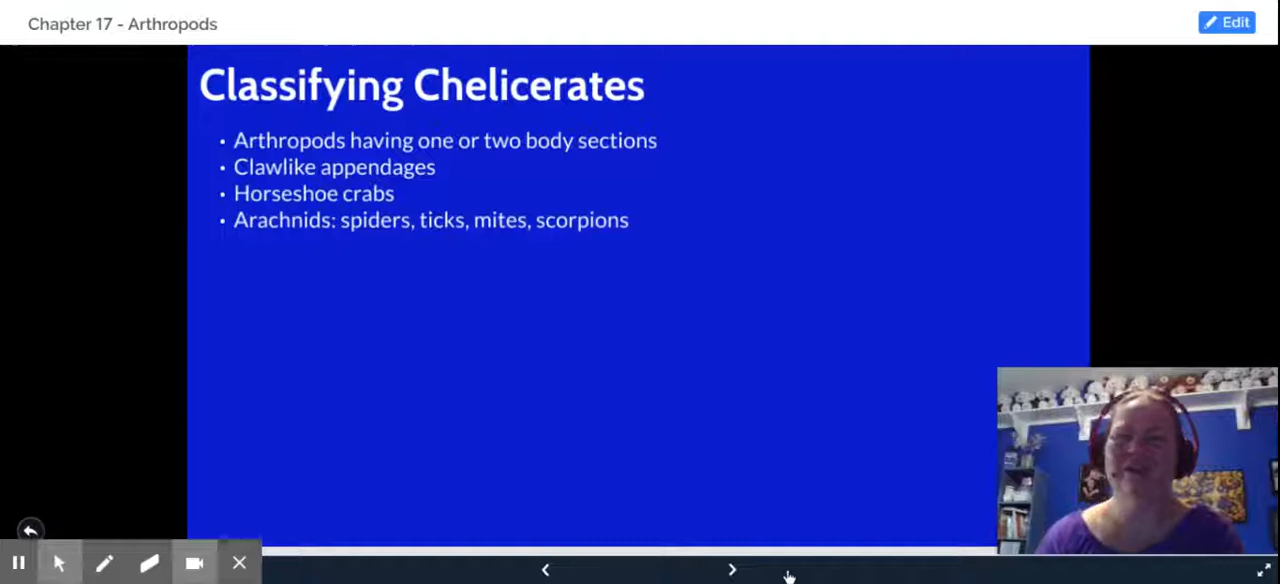 Chapter 17 - Arthropods
Edit
Classifying Chelicerates
• Arthropods having one or two body sections
• Clawlike appendages
• Horseshoe crabs
• Arachnids: spiders, ticks, mites, scorpions